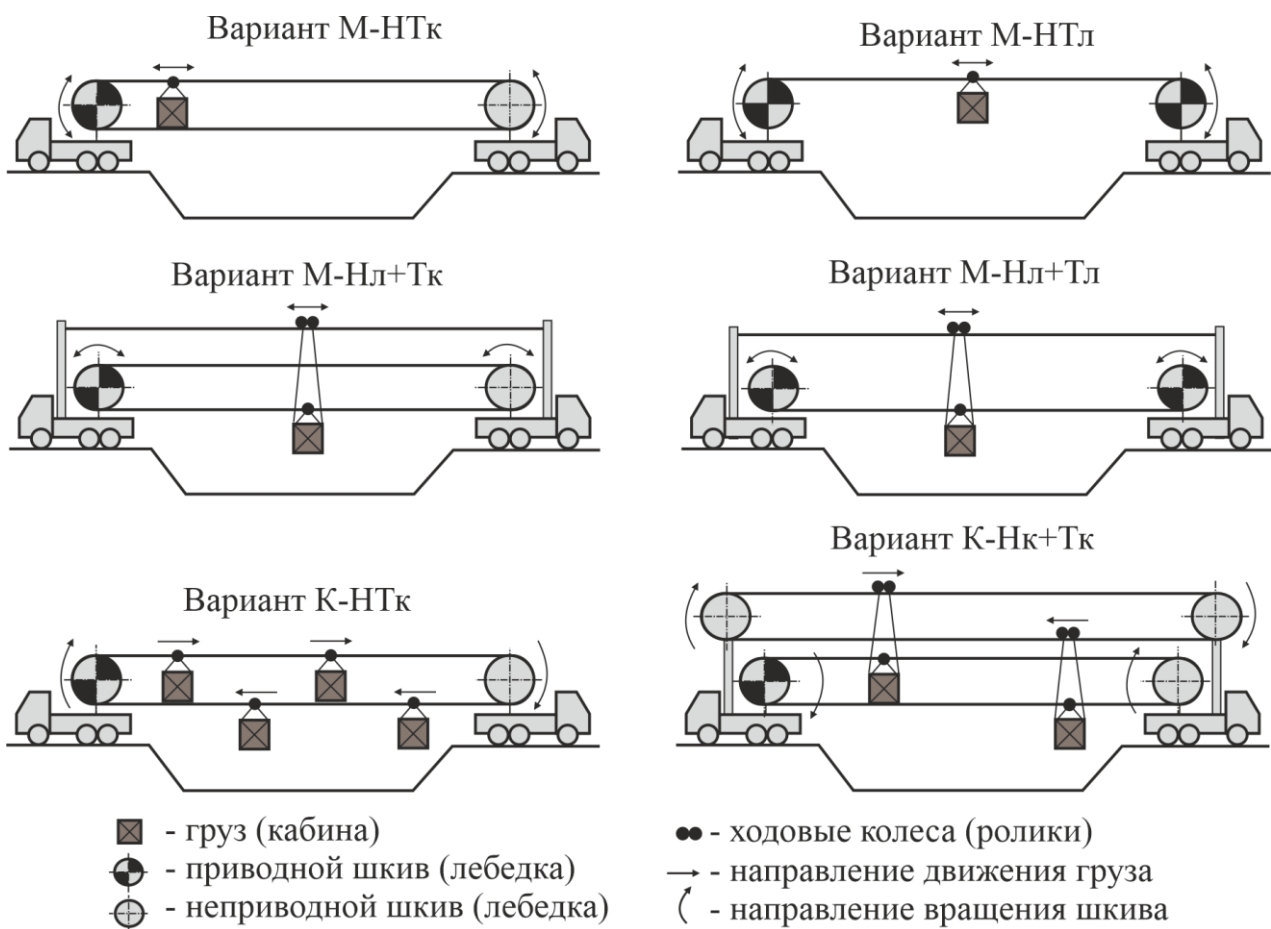 Вариант М-НТк
Вариант М-НТл
Вариант М-Нл+Тк
Вариант М-Нл+Тл
Вариант К-НТк
Вариант К-Нк+Тк
- груз (кабина)
- приводной шкив (лебедка)
- неприводной шкив (лебедка)
- ходовые колеса (ролики)
- направление движения груза
- направление вращения шкива